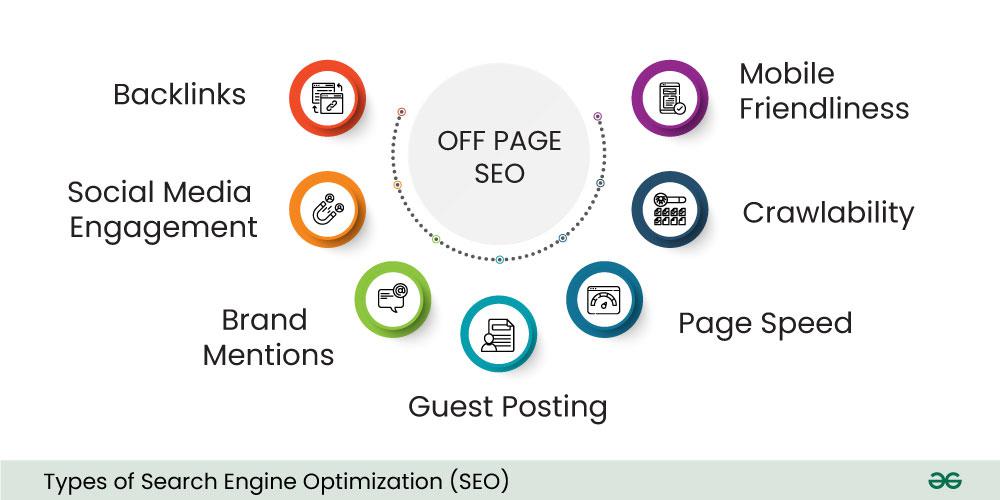 OFF PAGE
SEO
Backlinks
Social Media
Engagement
Brand
Mentions
Guest Posting
Page Speed
Crawlability
Mobile
Friendliness
Types of Search Engine Optimization (SEO)